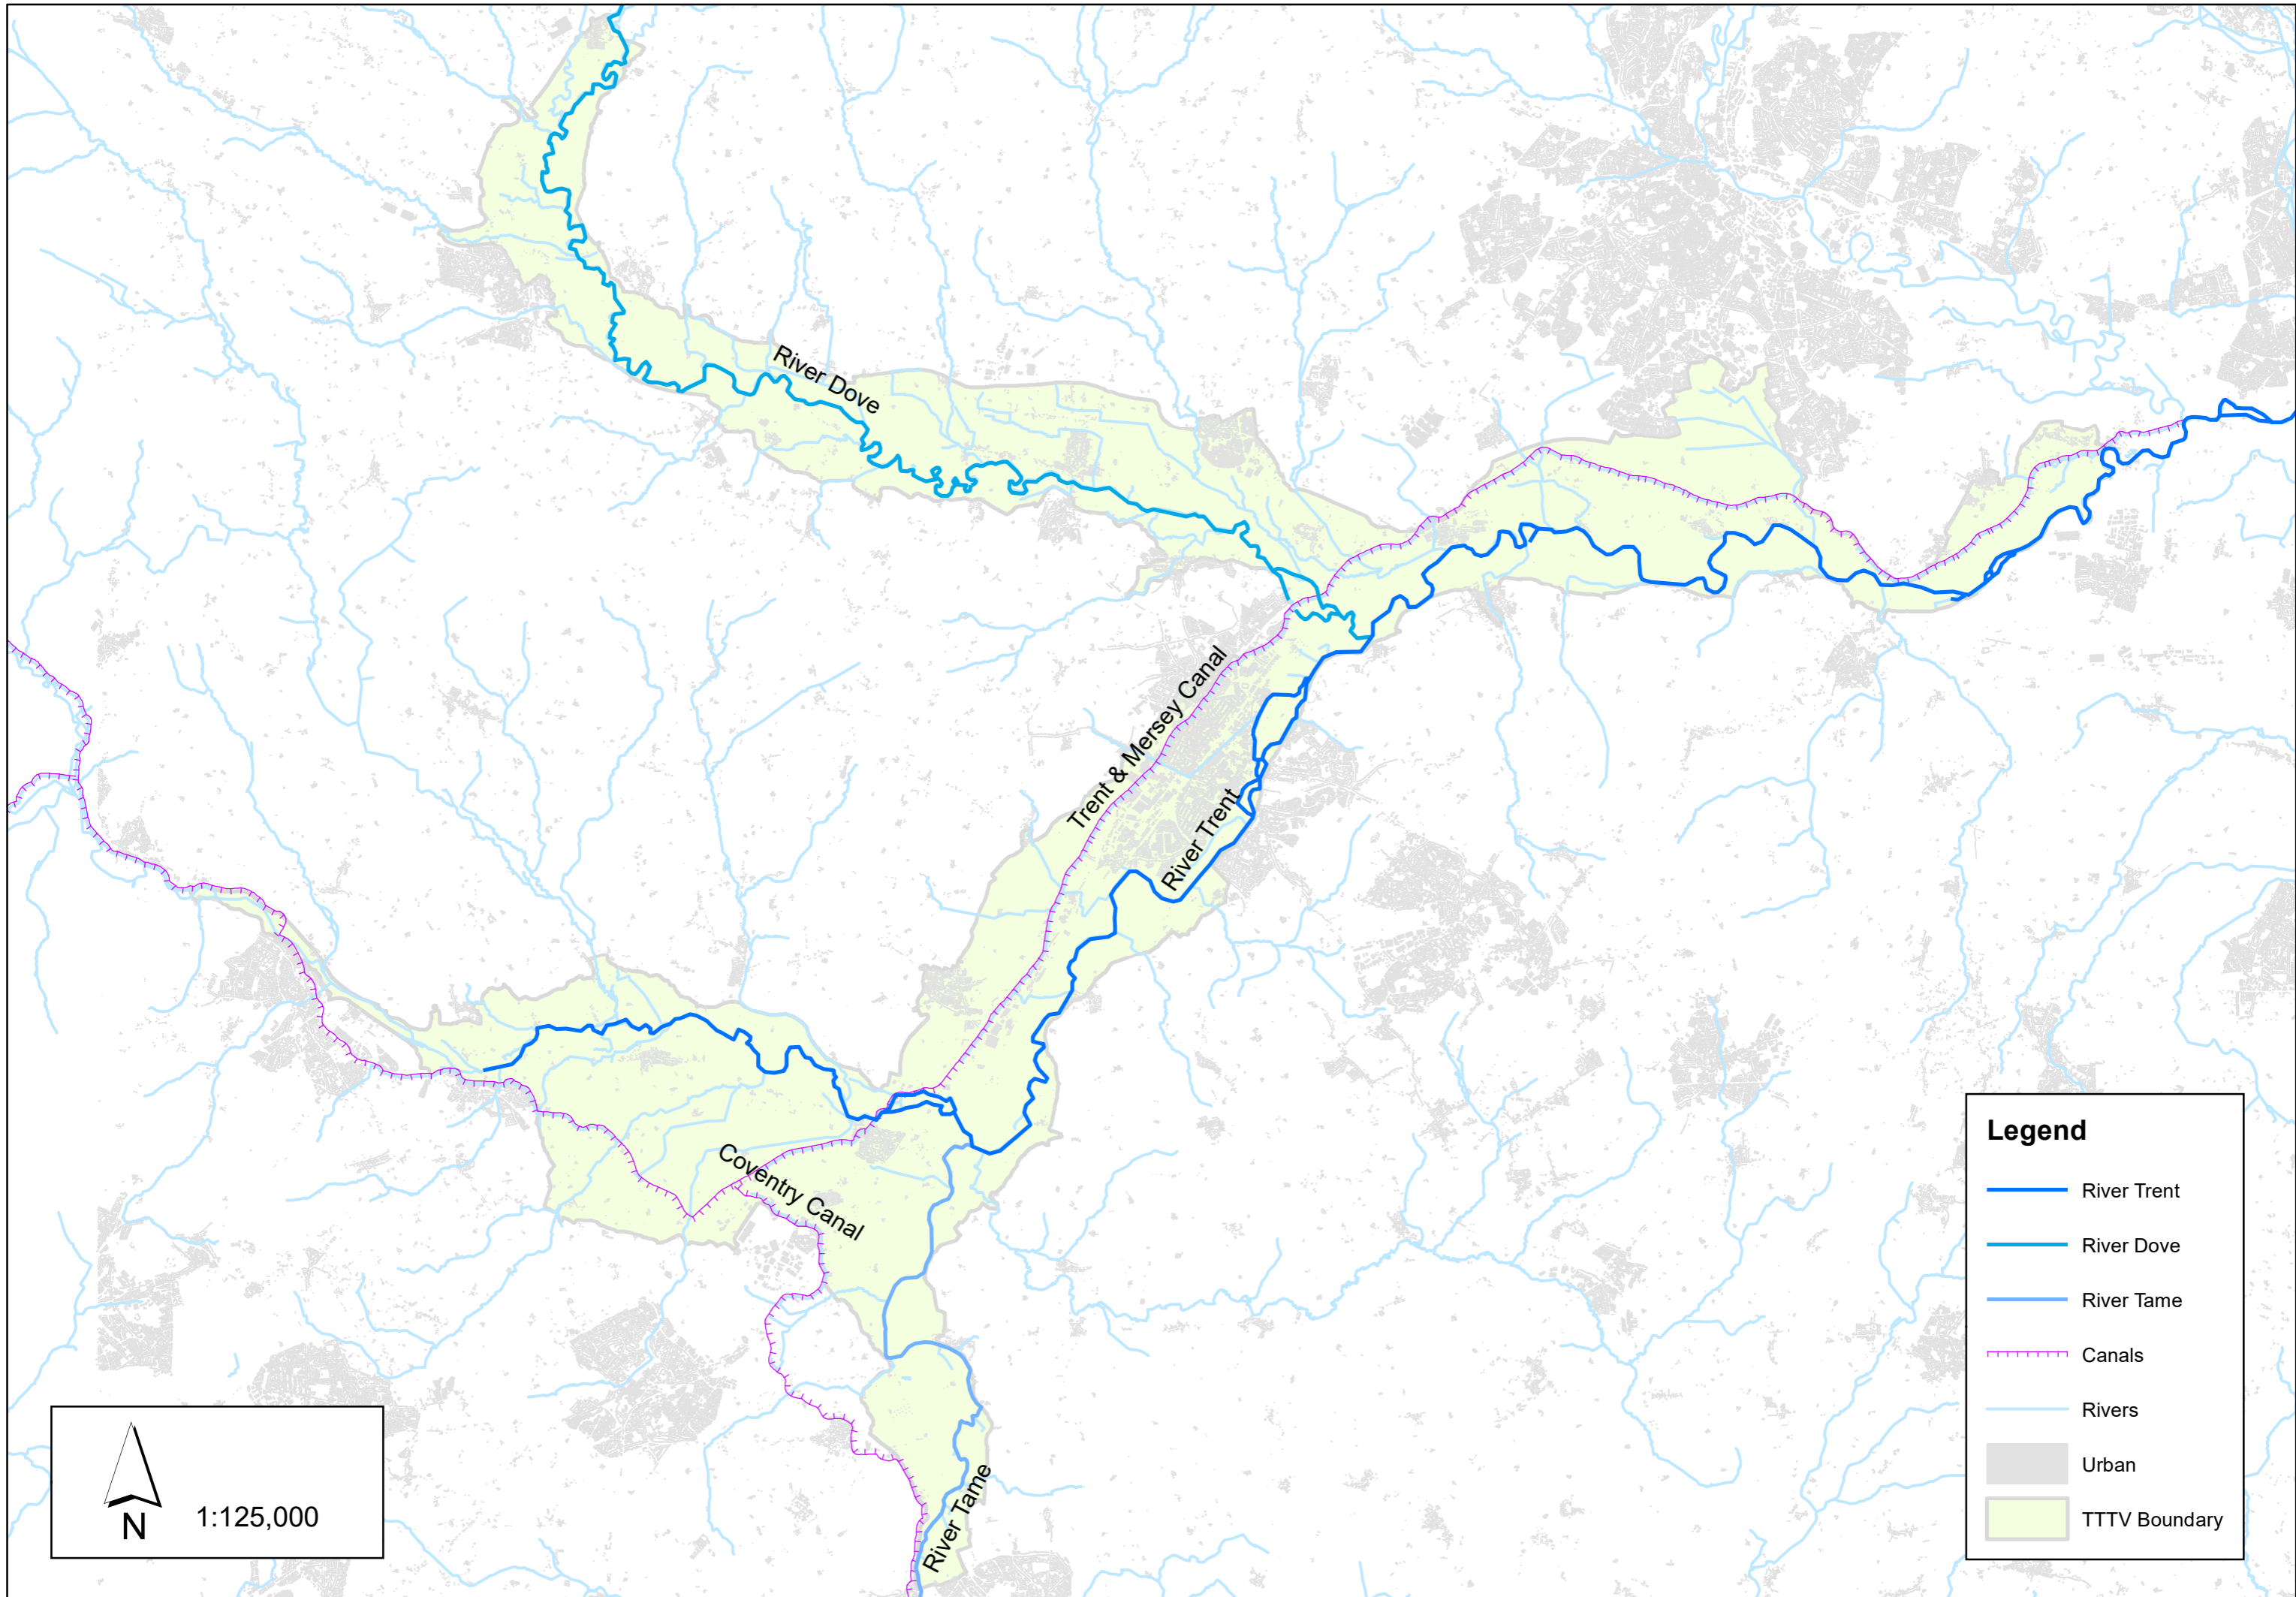 River Dove
Trent & Mersey Canal
River Trent
Coventry Canal
River Tame
N
1:125,000
Legend
River Trent
River Dove
River Tame
Canals
Rivers
Urban
TTTV Boundary